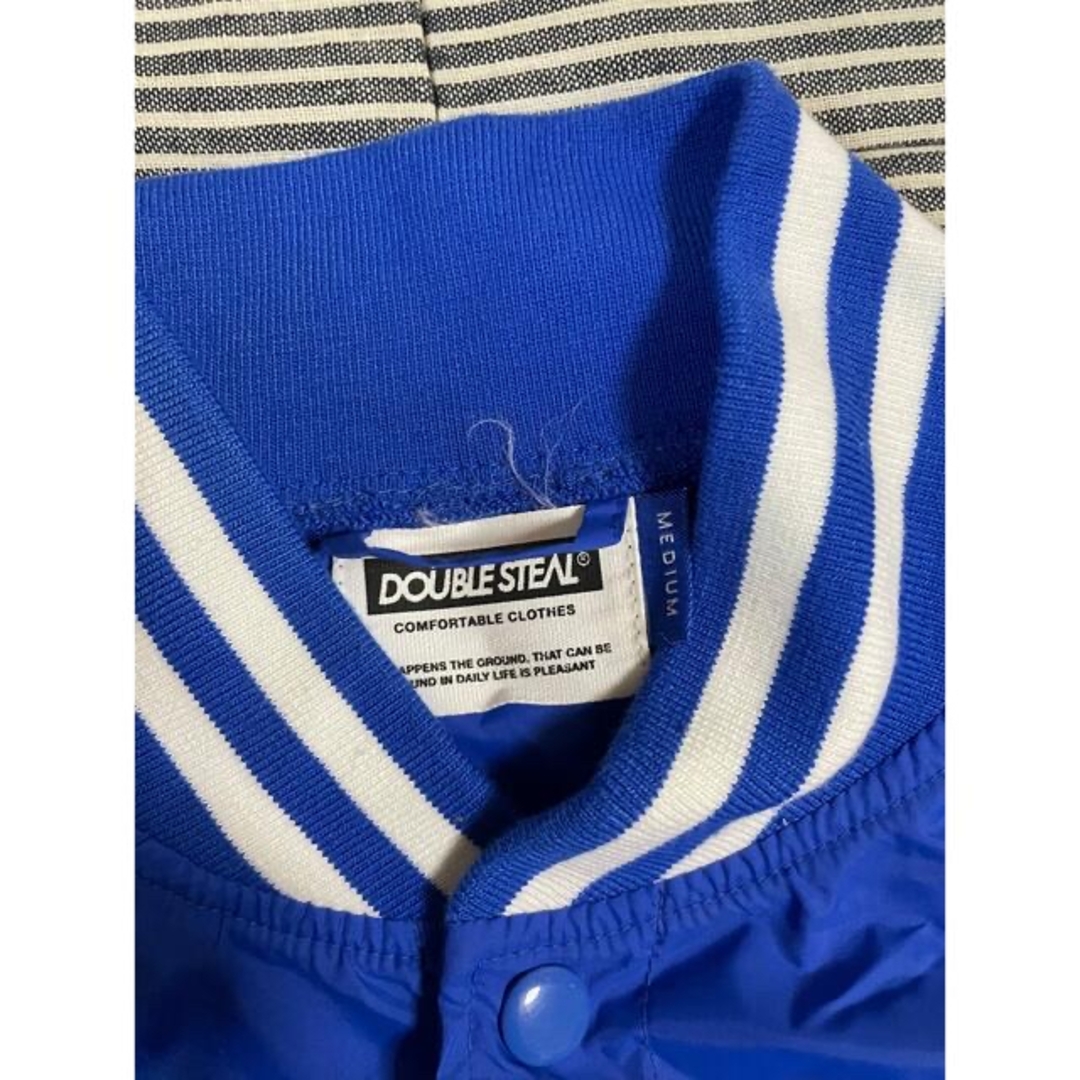 DOUBLE STEAL®
COMFORTABLE CLOTHES
APPENS THE GROUND, THAT CAN BE
UND IN DAILY LIFE IS PLEASANT
MEDIUM